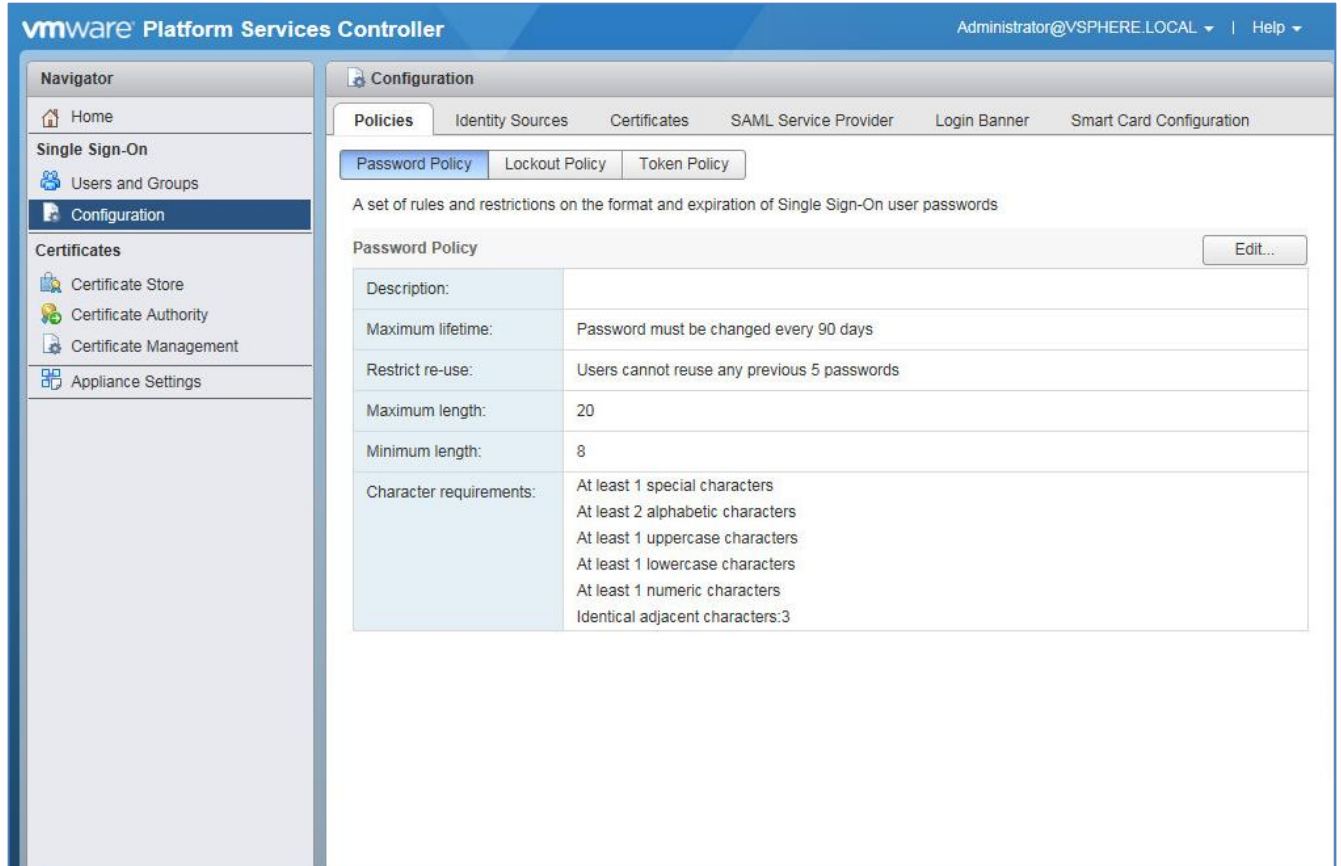 vmware Platform Services Controller
Administrator@VSPHERE.LOCAL | Help
Navigator
Home
Single Sign-On
Users and Groups
Configuration
Certificates
Certificate Store
Certificate Authority
Certificate Management
Appliance Settings
Configuration
Policies Identity Sources Certificates SAML Service Provider Login Banner Smart Card Configuration
Password Policy Lockout Policy Token Policy
A set of rules and restrictions on the format and expiration of Single Sign-On user passwords
Password Policy Edit...
Description:
Maximum lifetime: Password must be changed every 90 days
Restrict re-use: Users cannot reuse any previous 5 passwords
Maximum length: 20
Minimum length: 8
Character requirements: At least 1 special characters
At least 2 alphabetic characters
At least 1 uppercase characters
At least 1 lowercase characters
At least 1 numeric characters
Identical adjacent characters:3